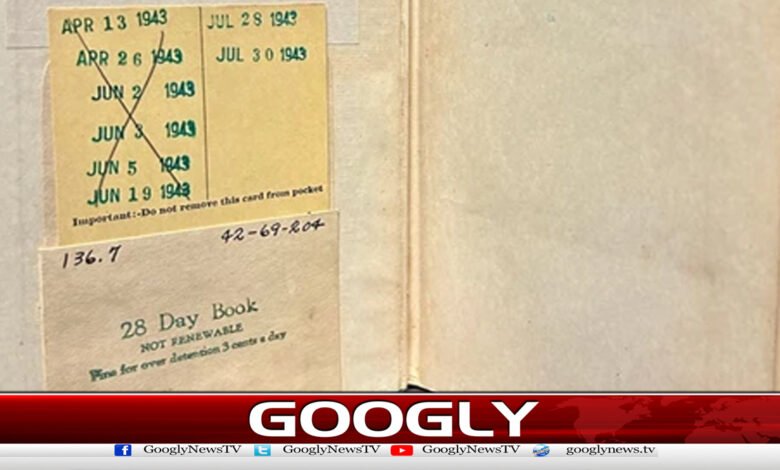 APR 13 1943
APR 26 1943
JUN 2 1943
JUN 3 1943
JUN 5 1943
JUN 19 1943
JUL 28 1943
JUL 30 1943
Important:-Do not remove this card from pocket
136.7 42-69-204
28 Day Book
NOT RENEWABLE
Fine for over detention 3 cents a day
GOOGLY
GooglyNewsTV GooglyNewsTV GooglyNewsTV googlynews.tv